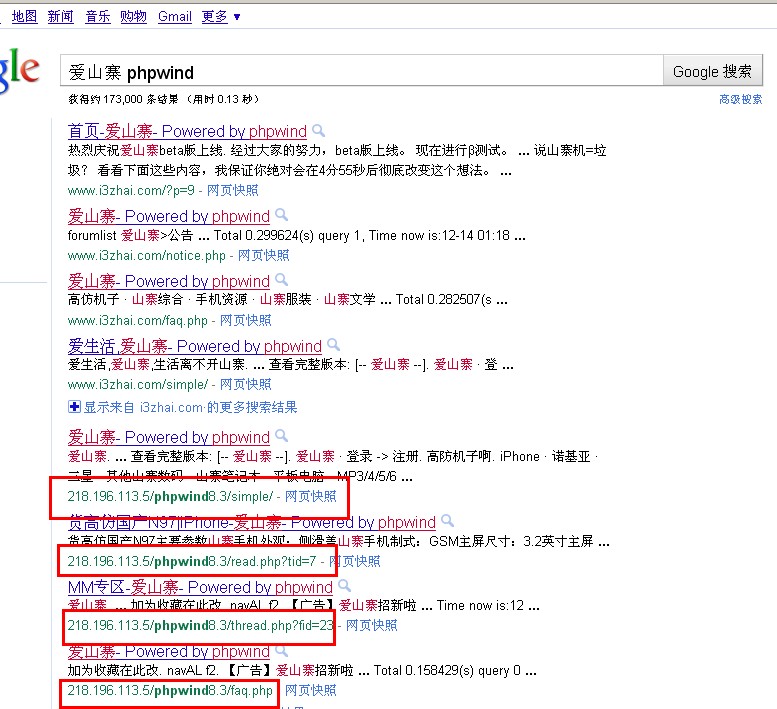 地图 新闻 音乐 购物 Gmail 更多 ▼
gle
爱山寨 phpwind
Google 搜索
获得约 173,000 条结果 （用时 0.13 秒）
高级搜索
首页-爱山寨- Powered by phpwind
热烈庆祝爱山寨beta版上线. 经过大家的努力，beta版上线。 现在进行β测试。 ... 说山寨机=垃
圾？ 看看下面这些内容，我保证你绝对会在4分55秒后彻底改变这个想法。 ...
www.i3zhai.com/?p=9 - 网页快照
爱山寨- Powered by phpwind
forumlist 爱山寨>公告 ... Total 0.299624(s) query 1, Time now is:12-14 01:18 ...
www.i3zhai.com/notice.php - 网页快照
爱山寨- Powered by phpwind
高仿机子 · 山寨综合 · 手机资源 · 山寨服装 · 山寨文学 ... Total 0.282507(s ...
www.i3zhai.com/faq.php - 网页快照
爱生活,爱山寨- Powered by phpwind
爱生活,爱山寨,生活离不开山寨. ... 查看完整版本: [-- 爱山寨 --]. 爱山寨 · 登 ...
www.i3zhai.com/simple/ - 网页快照
显示来自 i3zhai.com 的更多搜索结果
爱山寨- Powered by phpwind
爱山寨. ... 查看完整版本: [-- 爱山寨 --]. 爱山寨 · 登录 -> 注册. 高防机子啊. iPhone · 诺基亚 ·
三星 · 其他山寨数码 · 山寨笔记本 · 平板电脑 · MP3/4/5/6 ...
218.196.113.5/phpwind8.3/simple/ - 网页快照
货高仿国产N97||iPhone-爱山寨- Powered by phpwind
货高仿国产N97主要参数山寨手机外观：侧滑盖山寨手机制式：GSM主屏尺寸：3.2英寸主屏 ...
218.196.113.5/phpwind8.3/read.php?tid=7 - 网页快照
MM专区-爱山寨- Powered by phpwind
爱山寨. ... 加为收藏在此改. navAL f2. 【广告】爱山寨招新啦 ... Time now is:12 ...
218.196.113.5/phpwind8.3/thread.php?fid=23 - 网页快照
爱山寨- Powered by phpwind
加为收藏在此改. navAL f2. 【广告】爱山寨招新啦 ... Total 0.158429(s) query 0 ...
218.196.113.5/phpwind8.3/faq.php - 网页快照